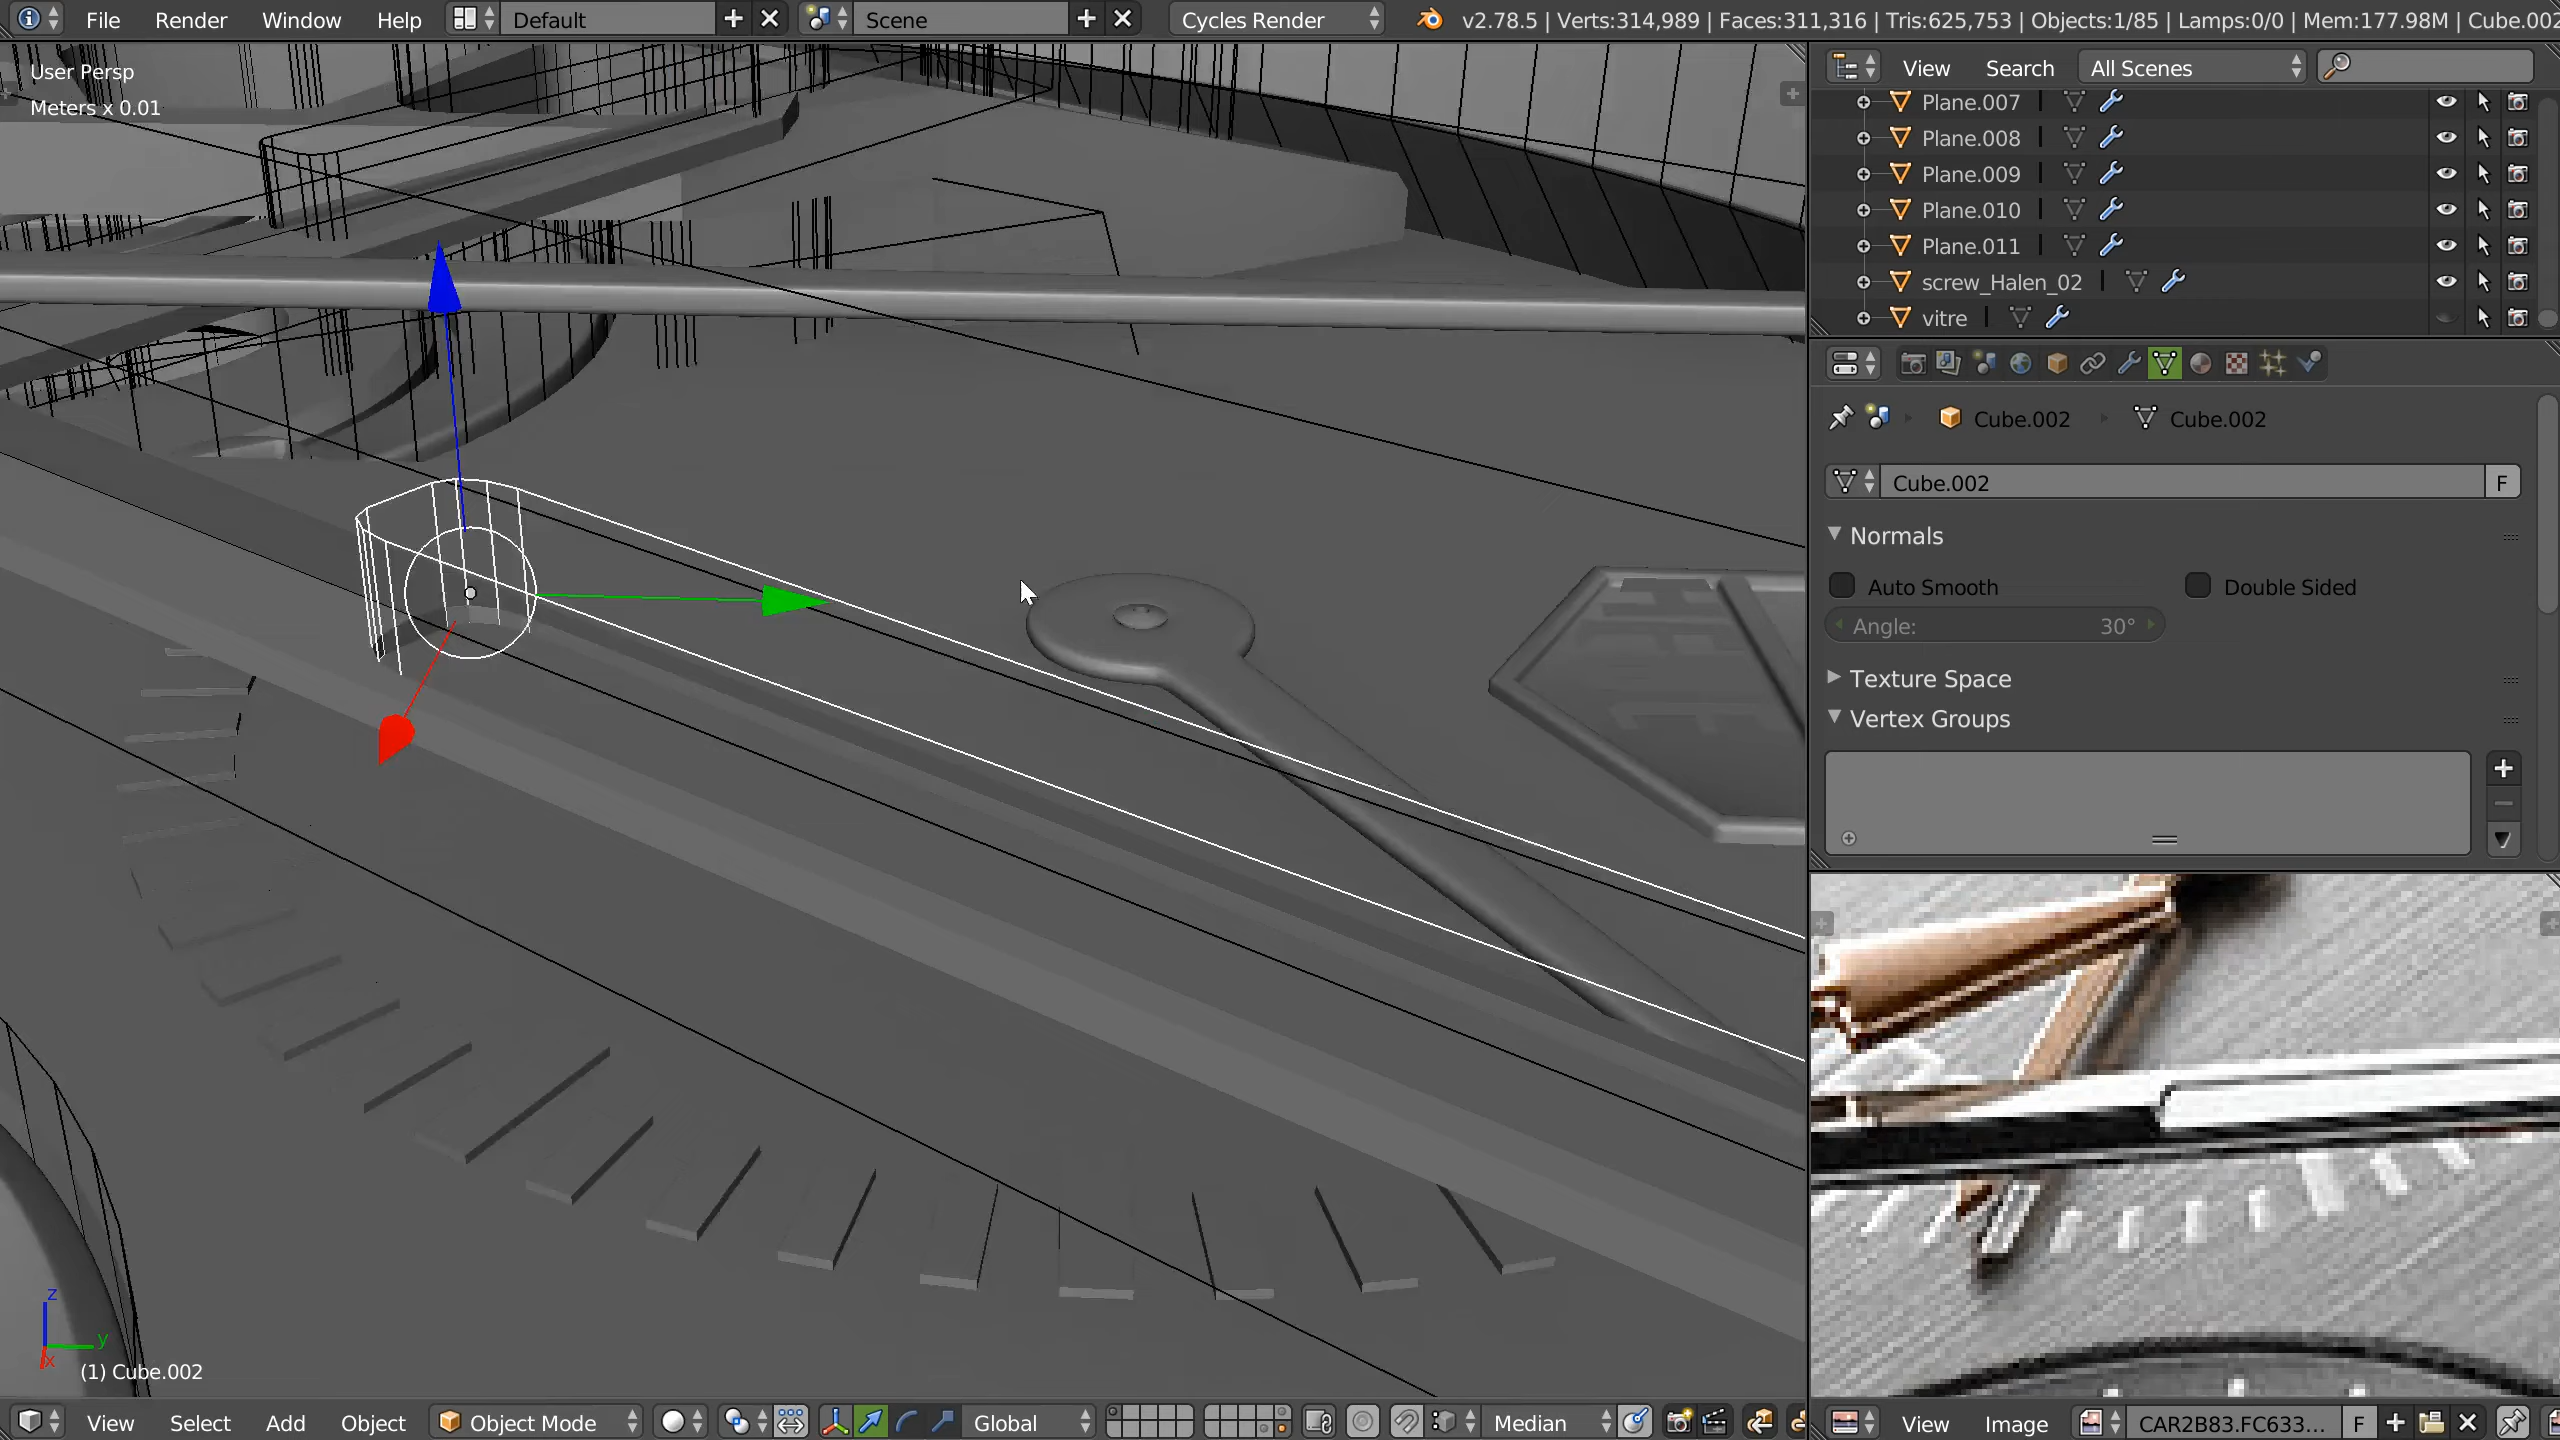 File Render Window Help Default Scene Cycles Render v2.78.5 | Verts:314,989 | Faces:311,316 | Tris:625,753 | Objects:1/85 | Lamps:0/0 | Mem:177.98M | Cube.002
User Persp
Meters x 0.01
View Search All Scenes
Plane.007
Plane.008
Plane.009
Plane.010
Plane.011
screw_Halen_02
vitre
Cube.002 Cube.002
Cube.002 F
Normals
Auto Smooth Double Sided
Angle: 30°
Texture Space
Vertex Groups
z
y
x
(1) Cube.002
View Select Add Object Object Mode Global Median
View Image CAR2B83.FC633... F